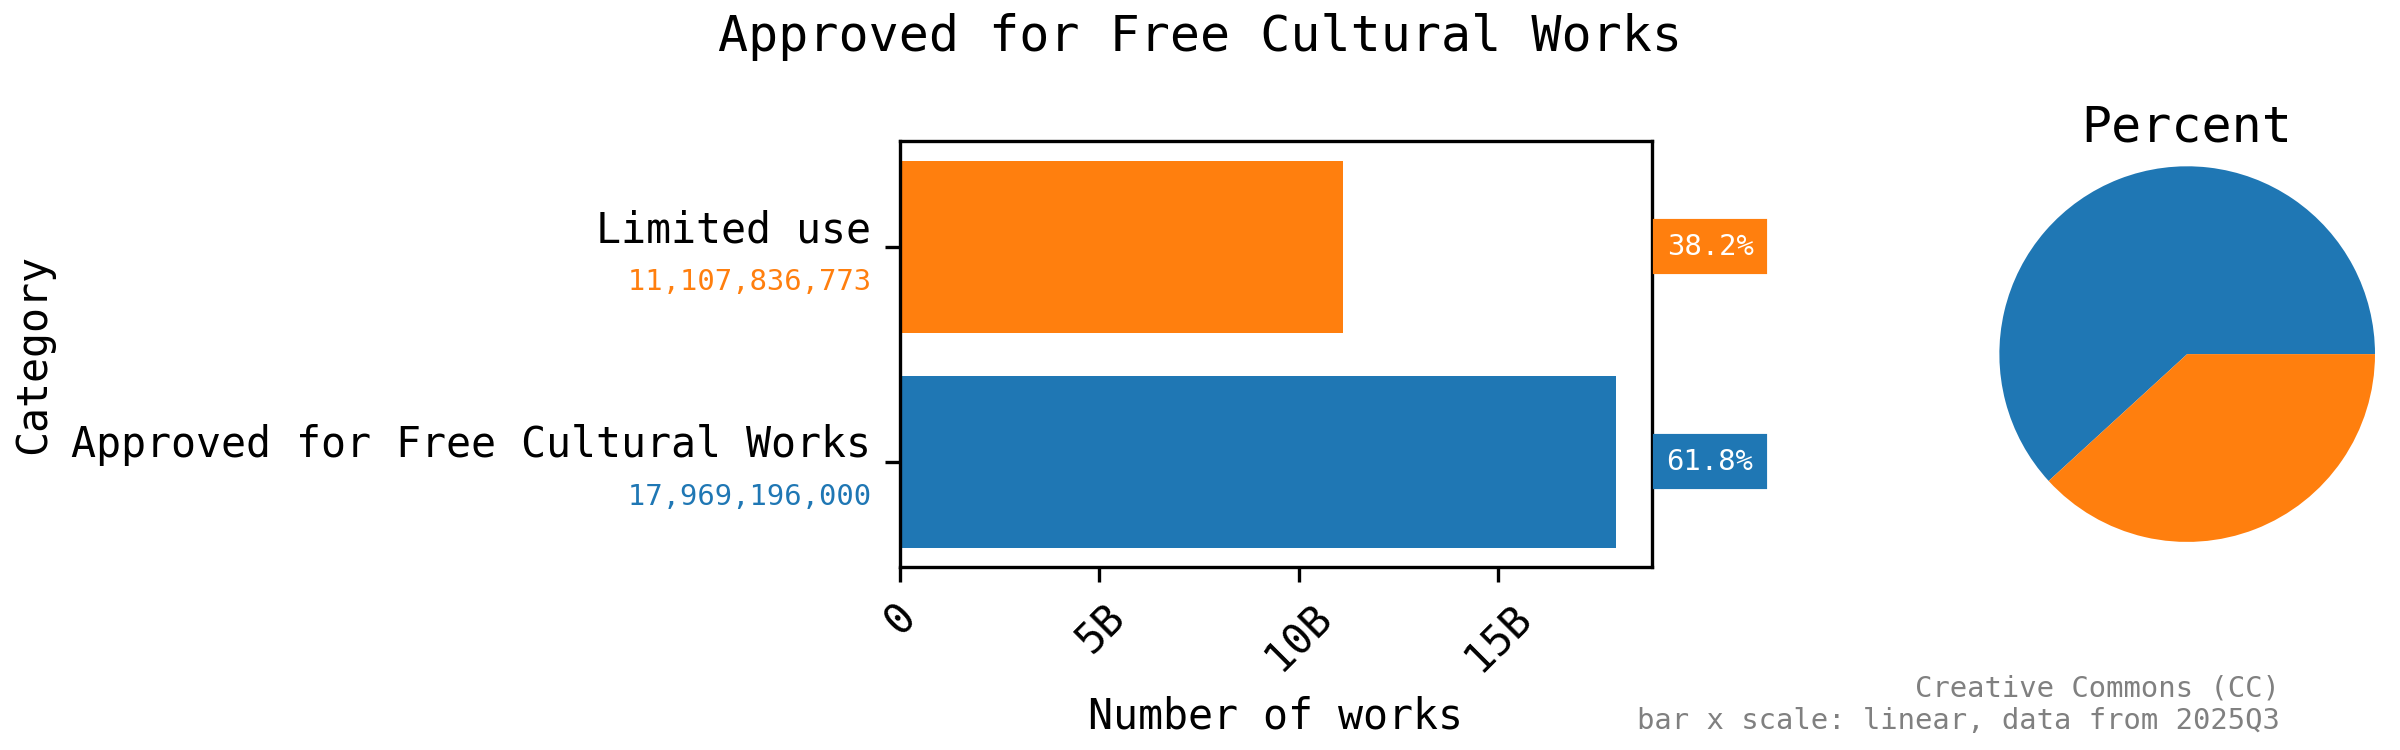 Approved for Free Cultural Works
Percent
Category
Limited use
11,107,836,773
38.2%
Approved for Free Cultural Works
17,969,196,000
61.8%
0
5B
10B
15B
Number of works
Creative Commons (CC)
bar x scale: linear, data from 2025Q3